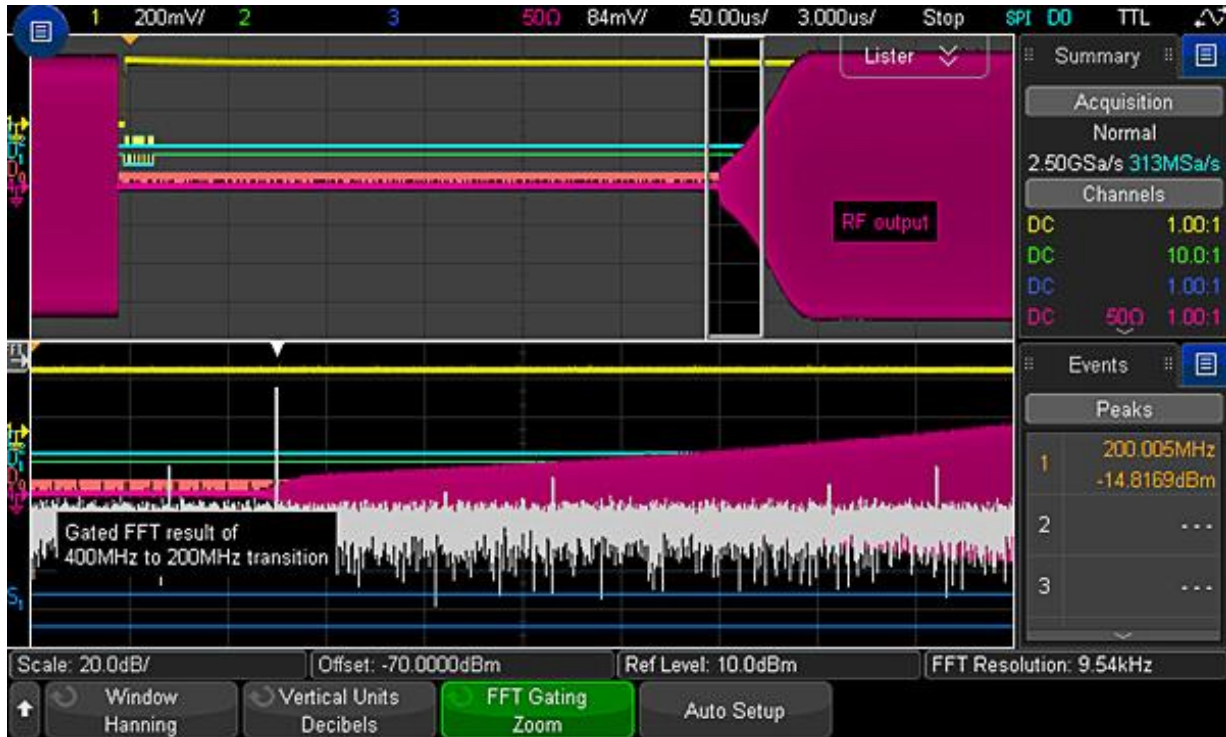 1 200mV/ 2 3 50Ω 84mV/ 50.00us/ 3.000us/ Stop SPI D0 TTL
Lister
RF output
Gated FFT result of
400MHz to 200MHz transition
Summary
Acquisition
Normal
2.50GSa/s 313MSa/s
Channels
DC 1.00:1
DC 10.0:1
DC 1.00:1
DC 50Ω 1.00:1
Events
Peaks
1 200.005MHz
-14.8169dBm
2 ---
3 ---
S1
Scale: 20.0dB/ Offset: -70.0000dBm Ref Level: 10.0dBm FFT Resolution: 9.54kHz
Window Vertical Units FFT Gating Auto Setup
Hanning Decibels Zoom